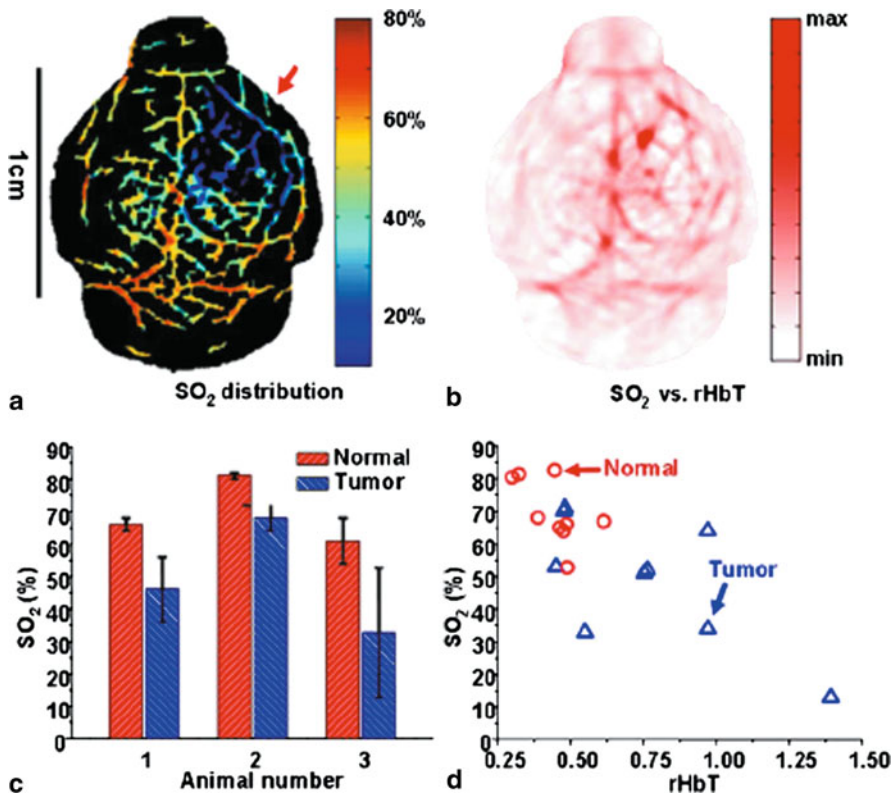 80%
60%
40%
20%
1cm
a
SO2 distribution
max
min
b
SO2 vs. rHbT
90
80
70
60
50
40
30
20
10
0
SO2 (%)
Normal
Tumor
1 2 3
c
Animal number
90
80
70
60
50
40
30
20
10
0
SO2 (%)
Normal
Tumor
0.25 0.50 0.75 1.00 1.25 1.50
d
rHbT